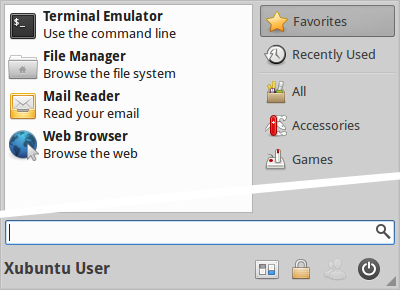 Terminal Emulator
Use the command line
File Manager
Browse the file system
Mail Reader
Read your email
Web Browser
Browse the web
Favorites
Recently Used
All
Accessories
Games
Xubuntu User